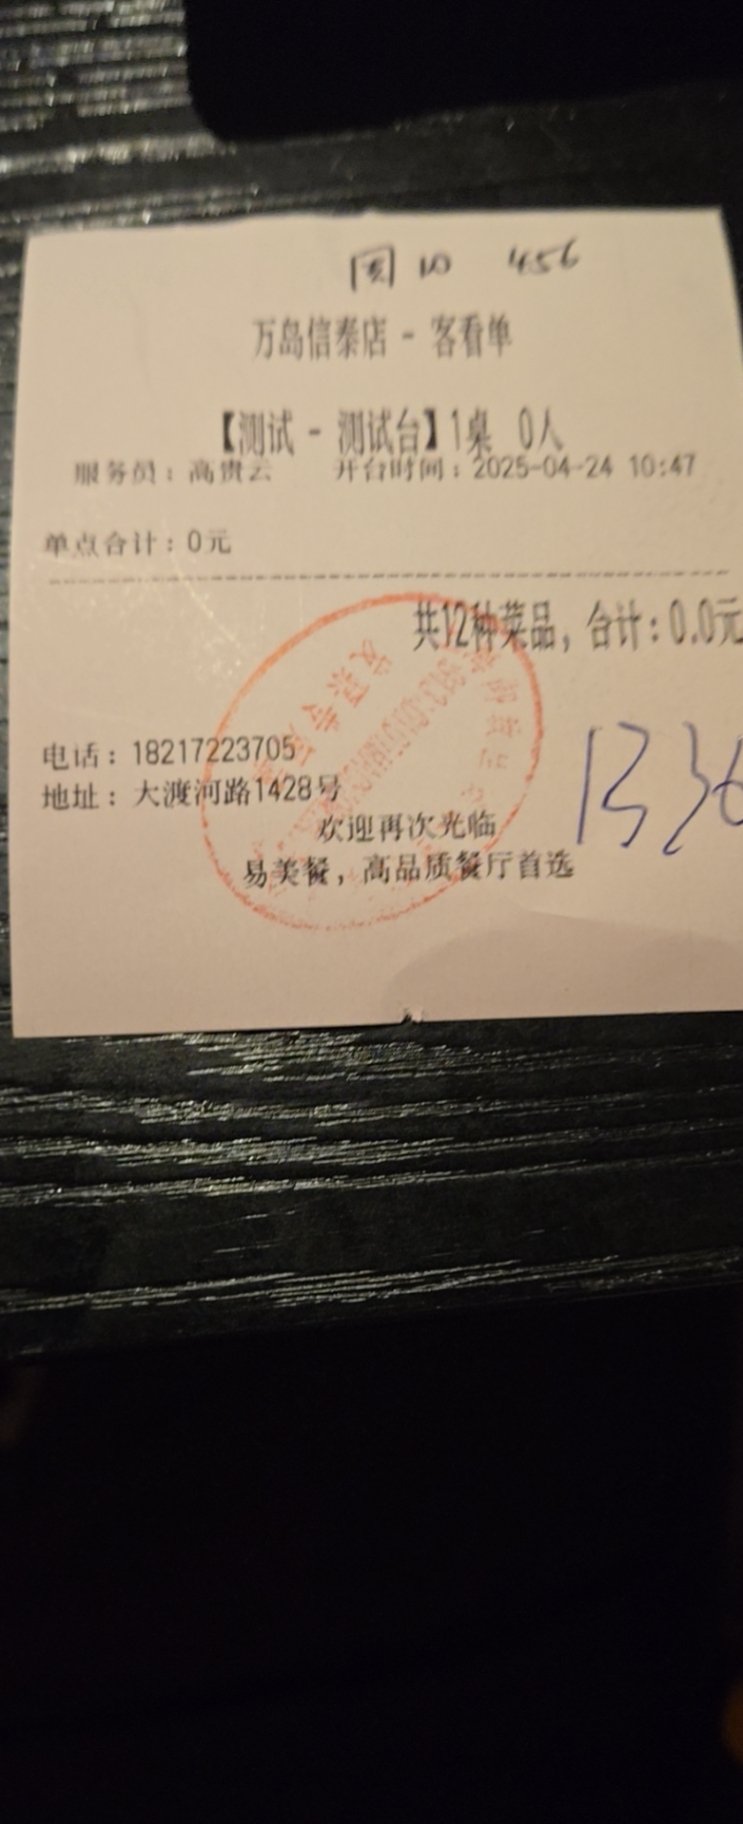 456
万岛信泰店 - 客看单
【测试 - 测试台】1桌 0人
服务员：高贵云 开台时间：2025-04-24 10:47
单点合计：0元
共12种菜品，合计：0.0元
电话：18217223705
地址：大渡河路1428号
欢迎再次光临
易美餐，高品质餐厅首选